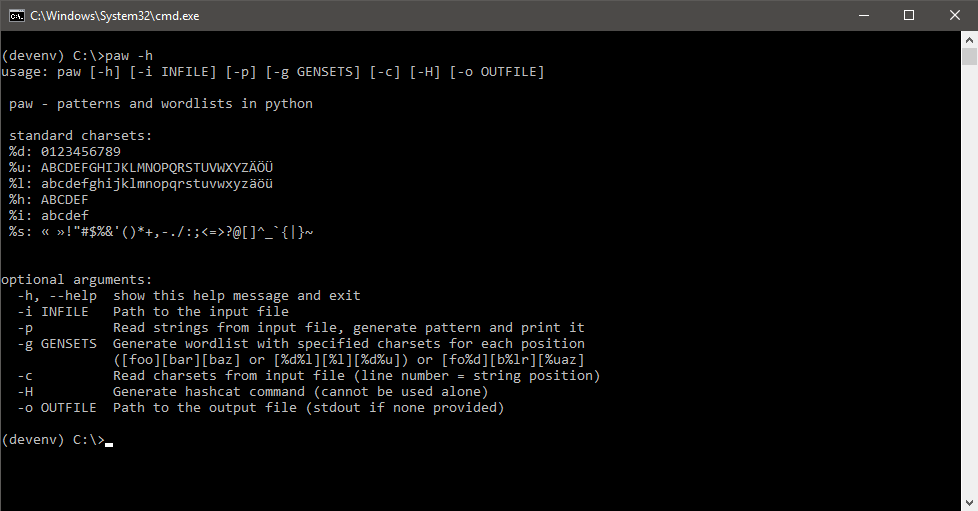 C:\Windows\System32\cmd.exe
(devenv) C:\>paw -h
usage: paw [-h] [-i INFILE] [-p] [-g GENSETS] [-c] [-H] [-o OUTFILE]
paw - patterns and wordlists in python
standard charsets:
%d: 0123456789
%u: ABCDEFGHIJKLMNOPQRSTUVWXYZÄÖÜ
%l: abcdefghijklmnopqrstuvwxyzäöü
%h: ABCDEF
%i: abcdef
%s: « »!"#$%&'()*+,-./:;<=>?@[]^_`{|}~
optional arguments:
-h, --help  show this help message and exit
-i INFILE   Path to the input file
-p          Read strings from input file, generate pattern and print it
-g GENSETS  Generate wordlist with specified charsets for each position
([foo][bar][baz] or [%d%l][%l][%d%u]) or [fo%d][b%lr][%uaz]
-c          Read charsets from input file (line number = string position)
-H          Generate hashcat command (cannot be used alone)
-o OUTFILE  Path to the output file (stdout if none provided)
(devenv) C:\>